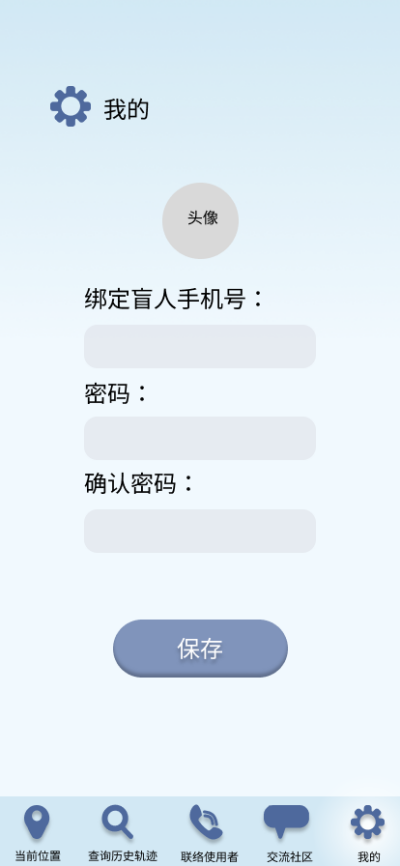 我的
头像
绑定盲人手机号：
密码：
确认密码：
保存
当前位置
查询历史轨迹
联络使用者
交流社区
我的